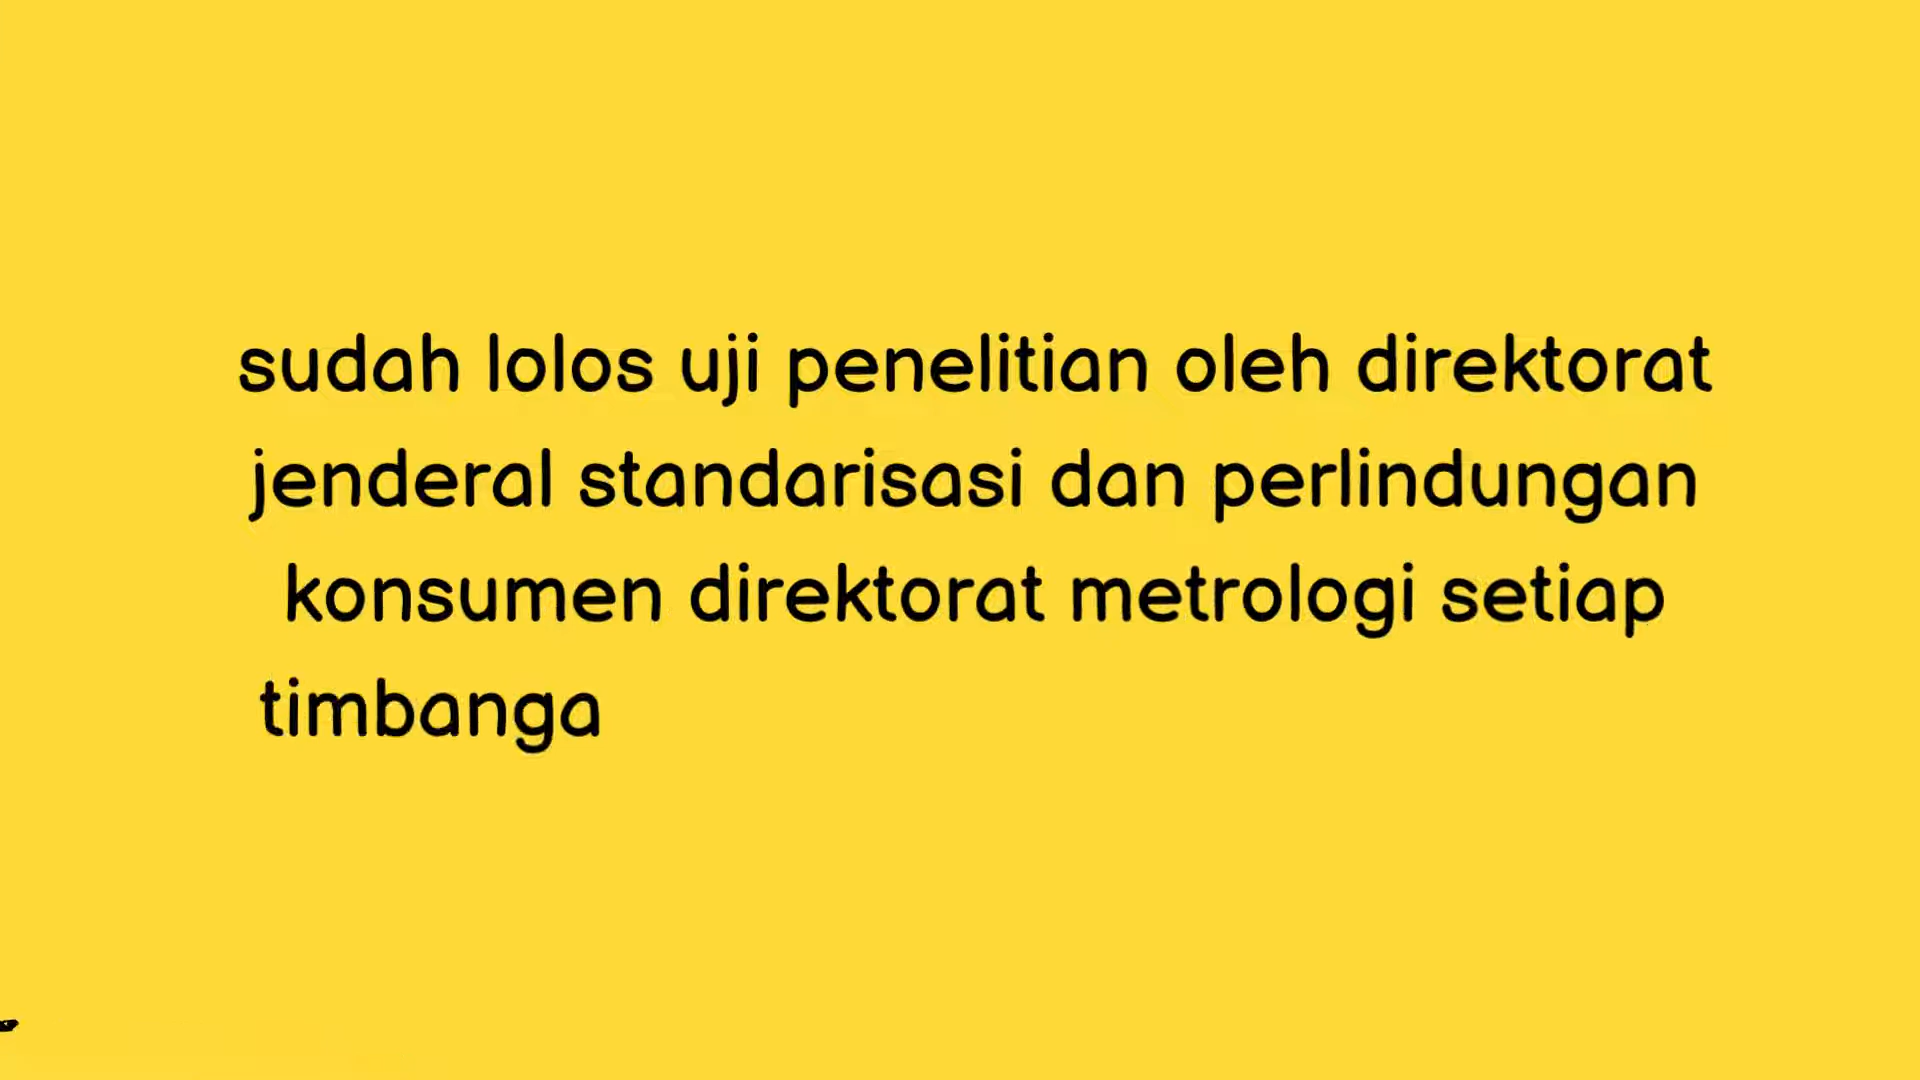 sudah lolos uji penelitian oleh direktorat
jenderal standarisasi dan perlindungan
konsumen direktorat metrologi setiap
timbanga